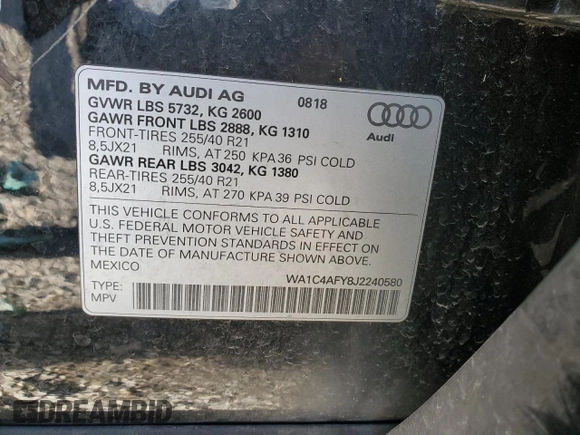 MFD. BY AUDI AG 0818
GVWR LBS 5732, KG 2600
GAWR FRONT LBS 2888, KG 1310
FRONT-TIRES 255/40 R21
8,5JX21 RIMS, AT 250 KPA 36 PSI COLD
GAWR REAR LBS 3042, KG 1380
REAR-TIRES 255/40 R21
8,5JX21 RIMS, AT 270 KPA 39 PSI COLD
Audi
THIS VEHICLE CONFORMS TO ALL APPLICABLE
U.S. FEDERAL MOTOR VEHICLE SAFETY AND
THEFT PREVENTION STANDARDS IN EFFECT ON
THE DATE OF MANUFACTURE SHOWN ABOVE.
MEXICO
WA1C4AFY8J2240580
TYPE:
MPV
DREAMBID